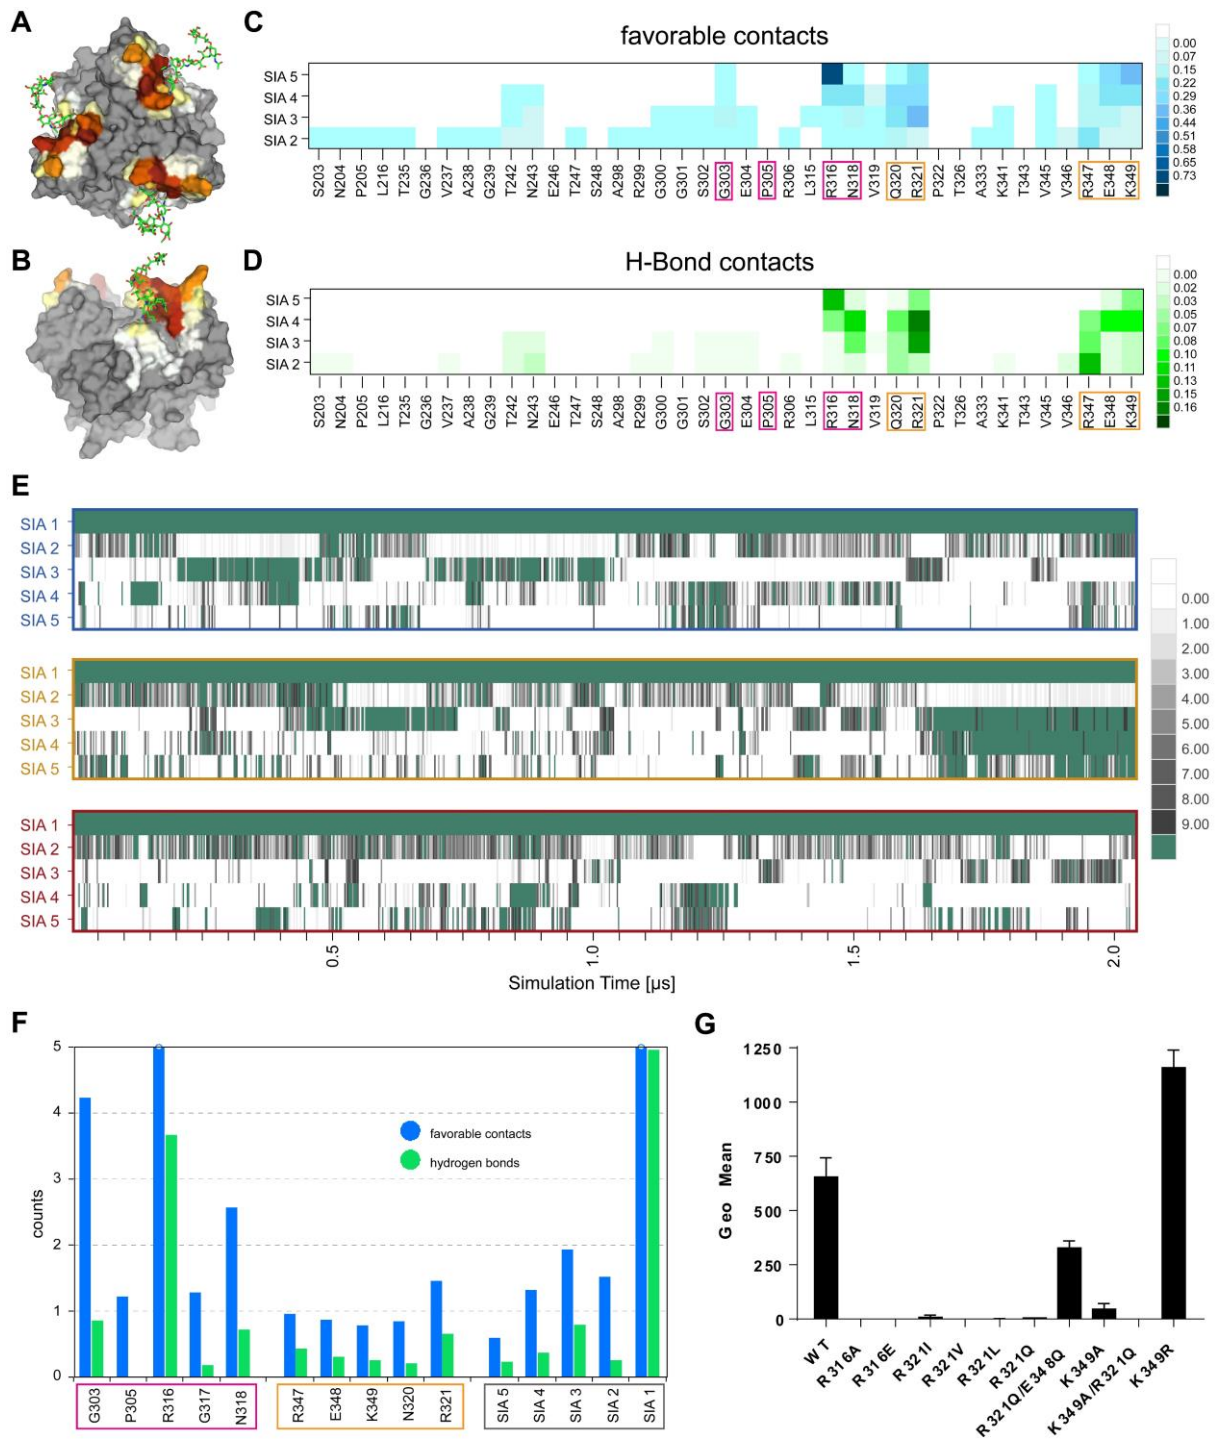 A
C
favorable contacts
SIA 5
SIA 4
SIA 3
SIA 2
S203 N204 P205 L216 T235 G236 V237 A238 G239 T242 N243 E246 T247 S248 A298 R299 G300 G301 S302 G303 E304 P305 R306 L315 R316 N318 V319 Q320 R321 P322 T326 A333 K341 T343 V345 V346 R347 E348 K349
0.00
0.07
0.15
0.22
0.29
0.36
0.44
0.51
0.58
0.65
0.73
B
D
H-Bond contacts
SIA 5
SIA 4
SIA 3
SIA 2
S203 N204 P205 L216 T235 G236 V237 A238 G239 T242 N243 E246 T247 S248 A298 R299 G300 G301 S302 G303 E304 P305 R306 L315 R316 N318 V319 Q320 R321 P322 T326 A333 K341 T343 V345 V346 R347 E348 K349
0.00
0.02
0.03
0.05
0.07
0.08
0.10
0.11
0.13
0.15
0.16
E
SIA 1
SIA 2
SIA 3
SIA 4
SIA 5
SIA 1
SIA 2
SIA 3
SIA 4
SIA 5
SIA 1
SIA 2
SIA 3
SIA 4
SIA 5
0.5 1.0 1.5 2.0
Simulation Time [µs]
0.00
1.00
2.00
3.00
4.00
5.00
6.00
7.00
8.00
9.00
F
5
4
3
2
1
0
counts
favorable contacts
hydrogen bonds
G303 P305 R316 G317 N318 R347 E348 K349 N320 R321 SIA 5 SIA 4 SIA 3 SIA 2 SIA 1
G
1250
1000
750
500
250
0
Geo Mean
WT R316A R316E R321I R321V R321L R321Q R321Q/E348Q K349A K349A/R321Q K349R